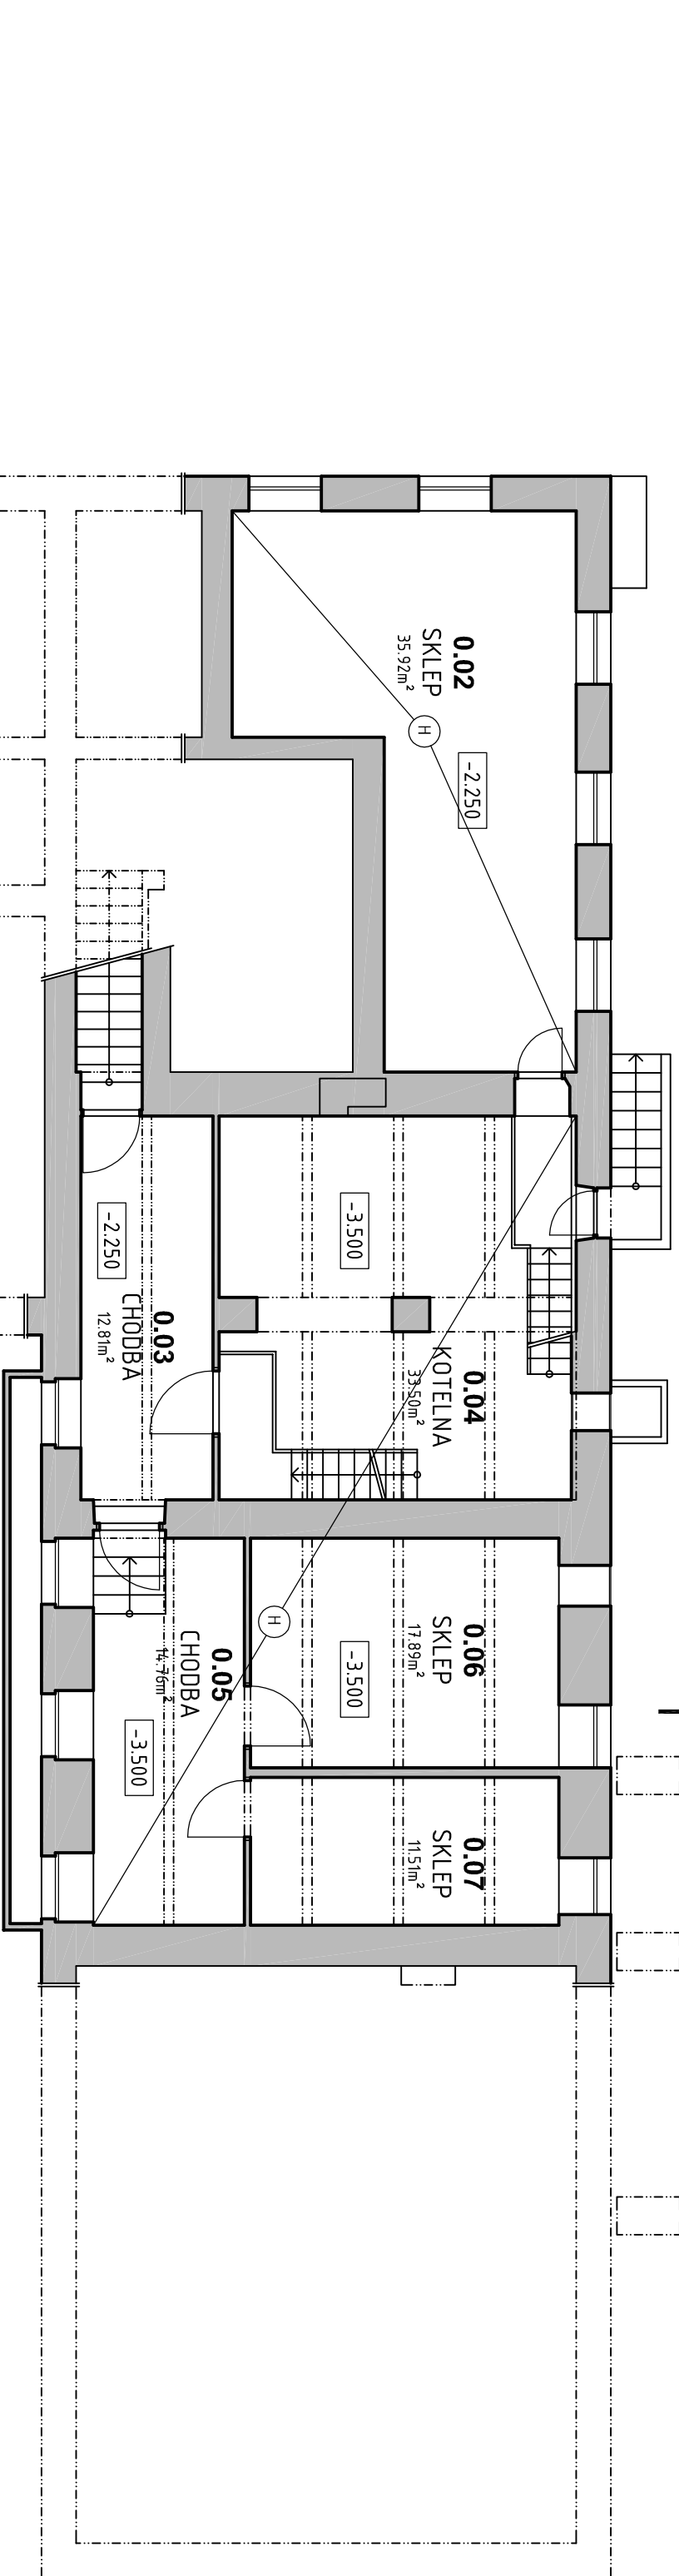 0.02
SKLEP
35.92m²
H
-2.250
-3.500
-2.250
0.03
CHODBA
12.81m²
0.04
KOTELNA
33.50m²
0.06
SKLEP
17.89m²
H
-3.500
0.05
CHODBA
14.76m²
-3.500
0.07
SKLEP
11.51m²